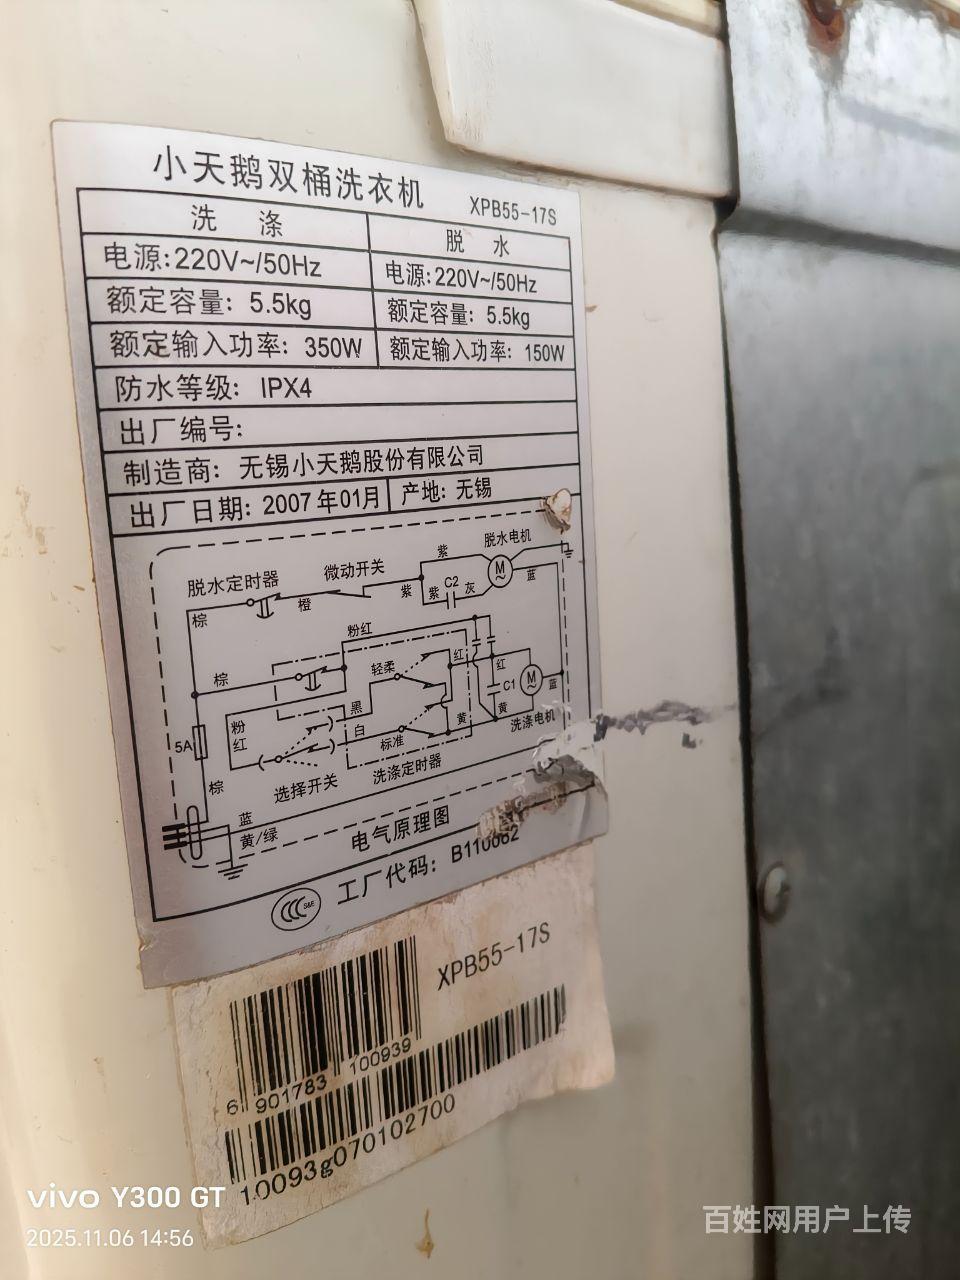 小天鹅双桶洗衣机 XPB55-17S
洗 涤 脱 水
电源:220V~/50Hz 电源:220V~/50Hz
额定容量: 5.5kg 额定容量: 5.5kg
额定输入功率: 350W 额定输入功率: 150W
防水等级: IPX4
出厂编号:
制造商: 无锡小天鹅股份有限公司
出厂日期: 2007年01月 产地: 无锡
脱水电机
紫
M
~
脱水定时器 微动开关
紫 紫 C2 灰 蓝
棕 橙
粉红
棕 轻柔 红 红
M
~
C1 蓝
黑 黄 黄
粉红 白
5A 标准 洗涤电机
棕 选择开关 洗涤定时器
蓝
黄/绿 电气原理图
CCC S&E 工厂代码: B110082
XPB55-17S
6 901783 100939
10093g070102700
vivo Y300 GT
2025.11.06 14:56
百姓网用户上传